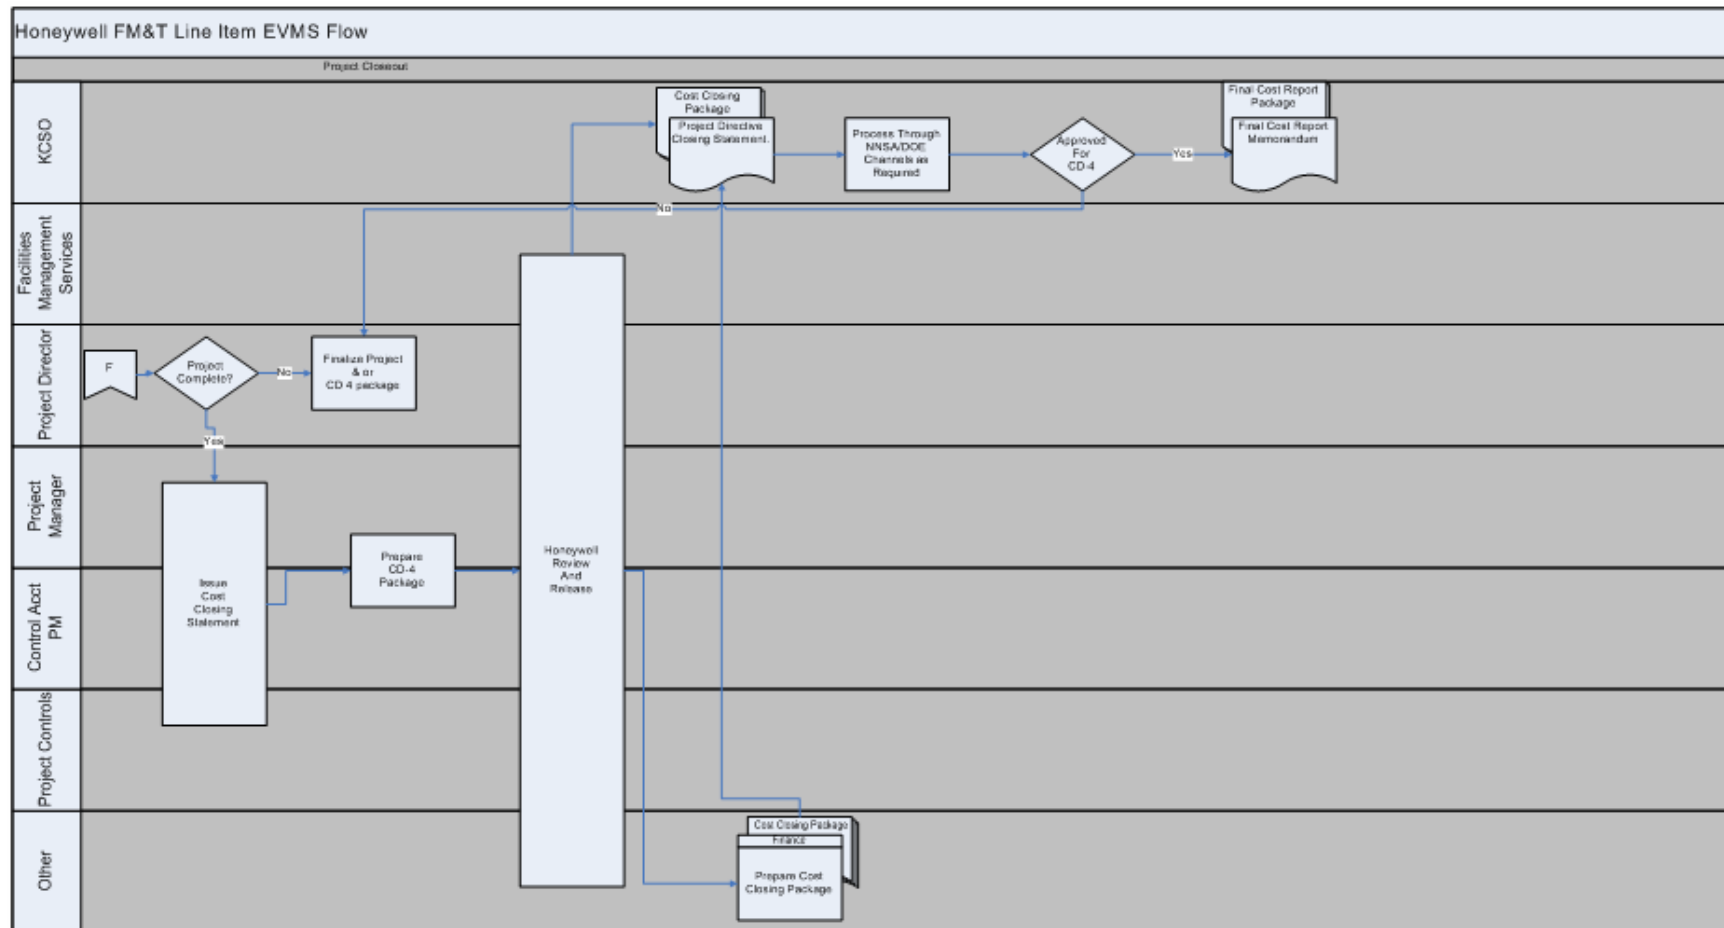 Honeywell FM&T Line Item EVMS Flow
Project Closeout
KCSO
Cost Closing
Package
Project Directive
Closing Statement.
Process Through
NNSA/DOE
Channels as
Required
Approved
For
CD-4
Yes
Final Cost Report
Package
Final Cost Report
Memorandum
No
Facilities
Management
Services
Project Director
F
Project
Complete?
No
Finalize Project
& or
CD 4 package
Yes
Project
Manager
Prepare
CD-4
Package
Honeywell
Review
And
Release
Control Acct
PM
Issue
Cost
Closing
Statement
Project Controls
Other
Cost Closing Package
Finance
Prepare Cost
Closing Package